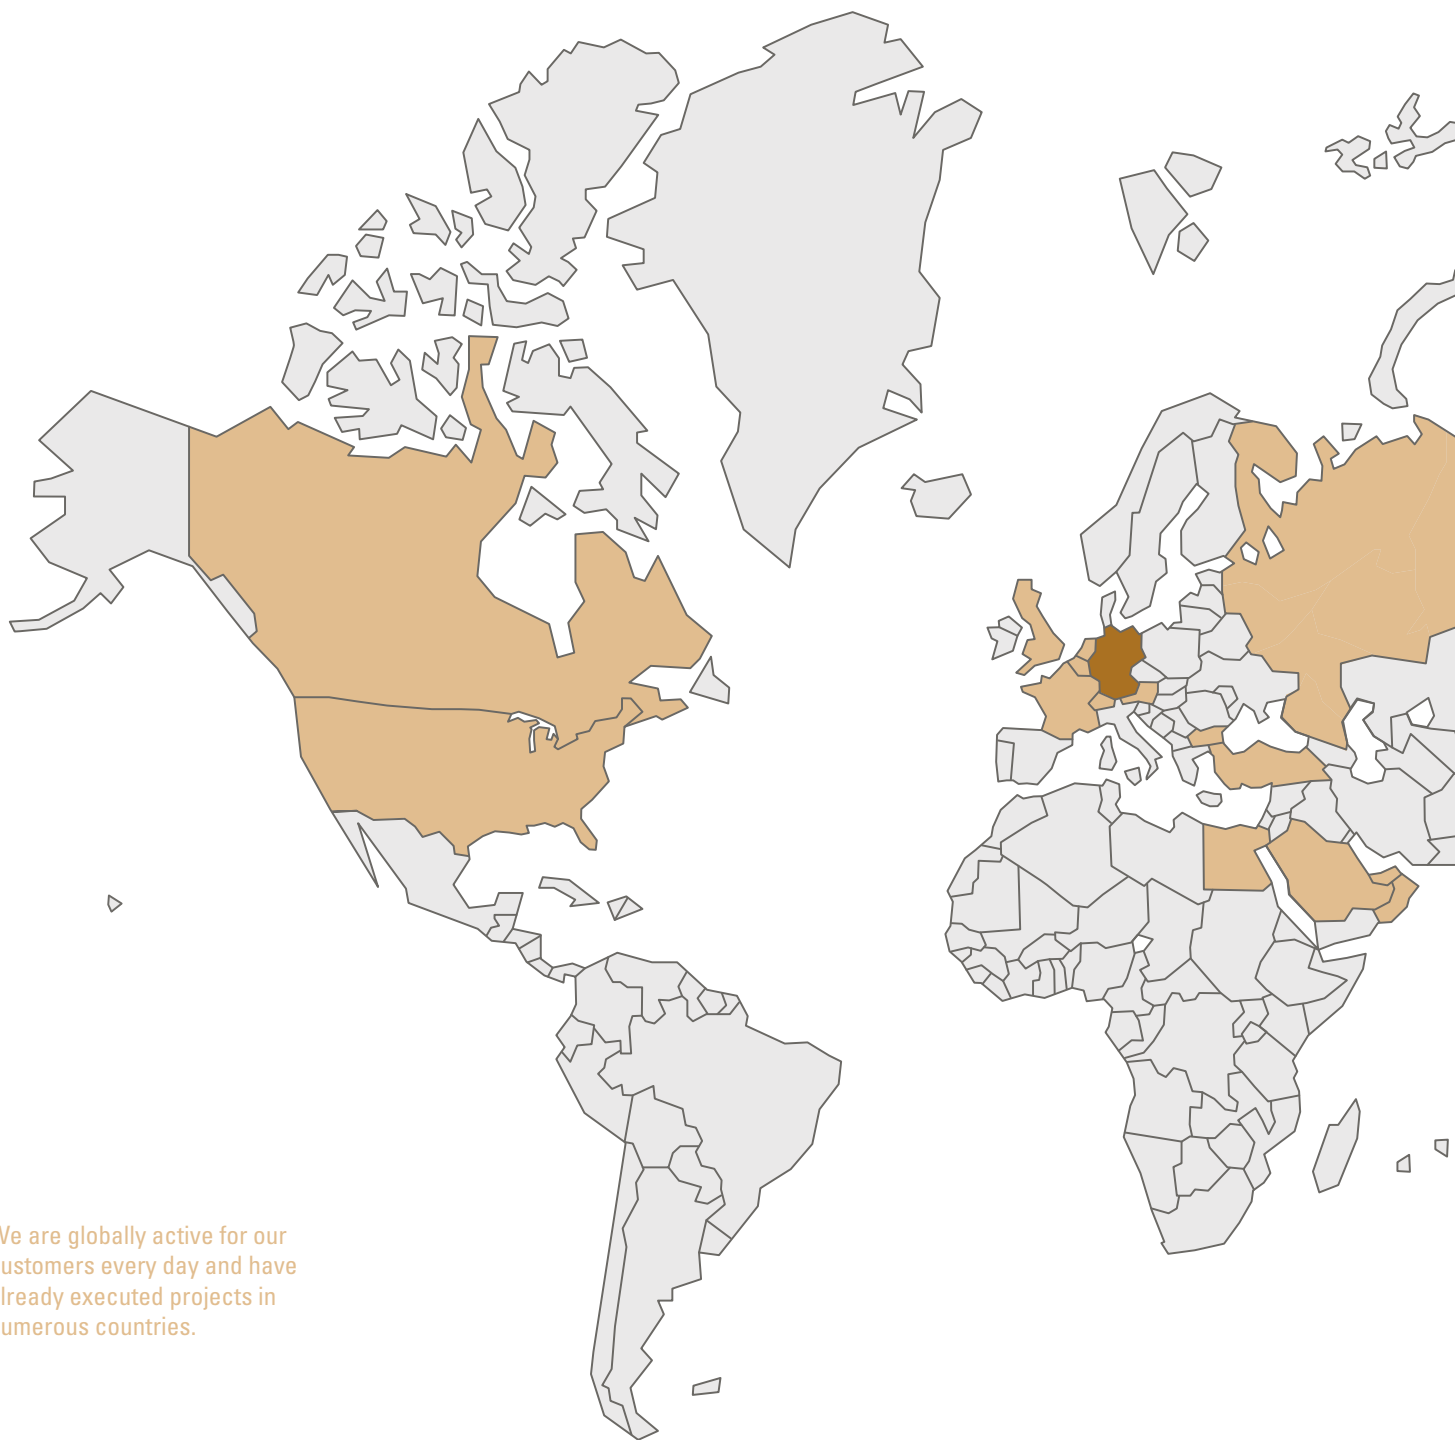 We are globally active for our
ustomers every day and have
lready executed projects in
umerous countries.